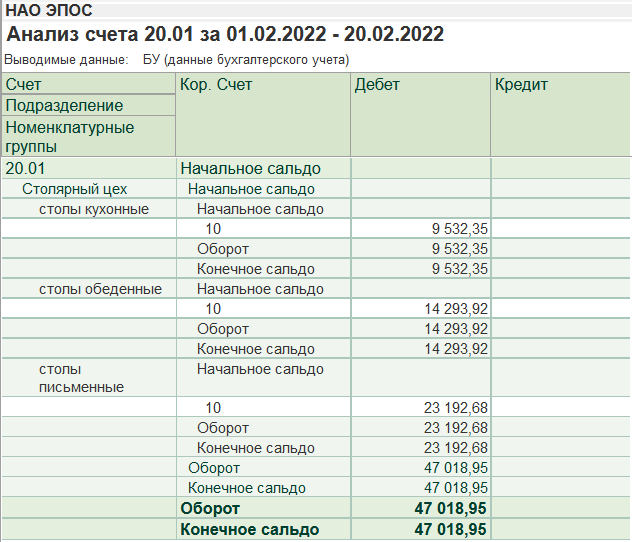 НАО ЭПОС
Анализ счета 20.01 за 01.02.2022 - 20.02.2022
Выводимые данные: БУ (данные бухгалтерского учета)
Счет Кор. Счет Дебет Кредит
Подразделение
Номенклатурные
группы
20.01 Начальное сальдо
Столярный цех Начальное сальдо
столы кухонные Начальное сальдо
10 9 532,35
Оборот 9 532,35
Конечное сальдо 9 532,35
столы обеденные Начальное сальдо
10 14 293,92
Оборот 14 293,92
Конечное сальдо 14 293,92
столы Начальное сальдо
письменные
10 23 192,68
Оборот 23 192,68
Конечное сальдо 23 192,68
Оборот 47 018,95
Конечное сальдо 47 018,95
Оборот 47 018,95
Конечное сальдо 47 018,95